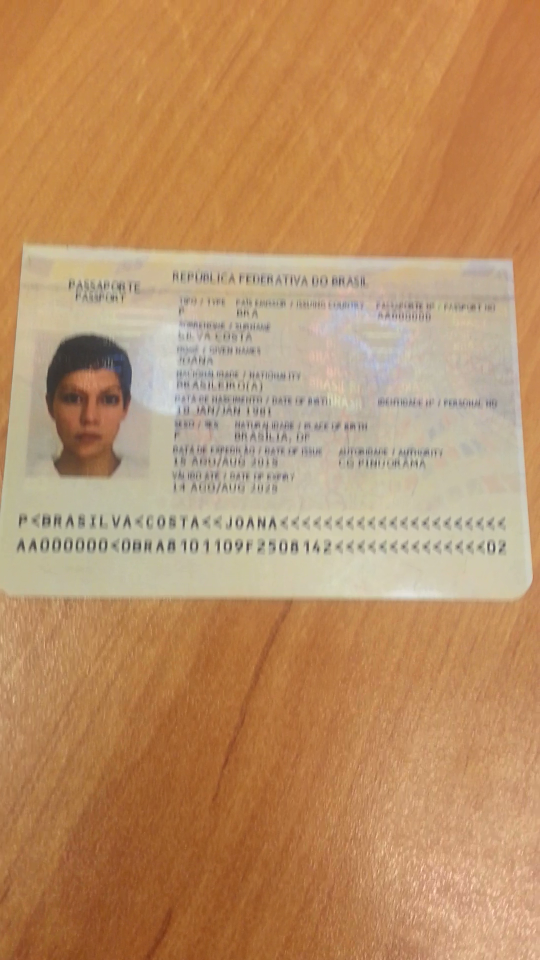 PASSAPORTE
PASSPORT
REPÚBLICA FEDERATIVA DO BRASIL
TIPO / TYPE PAÍS EMISSOR / ISSUING COUNTRY PASSAPORTE Nº / PASSPORT NO
P BRA AA000000
SOBRENOME / SURNAME
SILVA COSTA
NOME / GIVEN NAMES
JOANA
NACIONALIDADE / NATIONALITY
BRASILEIRO(A)
DATA DE NASCIMENTO / DATE OF BIRTH IDENTIDADE Nº / PERSONAL NO
10 JAN/JAN 1981
SEXO / SEX NATURALIDADE / PLACE OF BIRTH
F BRASÍLIA, DF
DATA DE EXPEDIÇÃO / DATE OF ISSUE AUTORIDADE / AUTHORITY
15 AGO/AUG 2015 CG PINDORAMA
VÁLIDO ATÉ / DATE OF EXPIRY
14 AGO/AUG 2025
P<BRASILVA<COSTA<<JOANA<<<<<<<<<<<<<<<<<<<<<
AA000000<0BRA8101109F2508142<<<<<<<<<<<<<<02